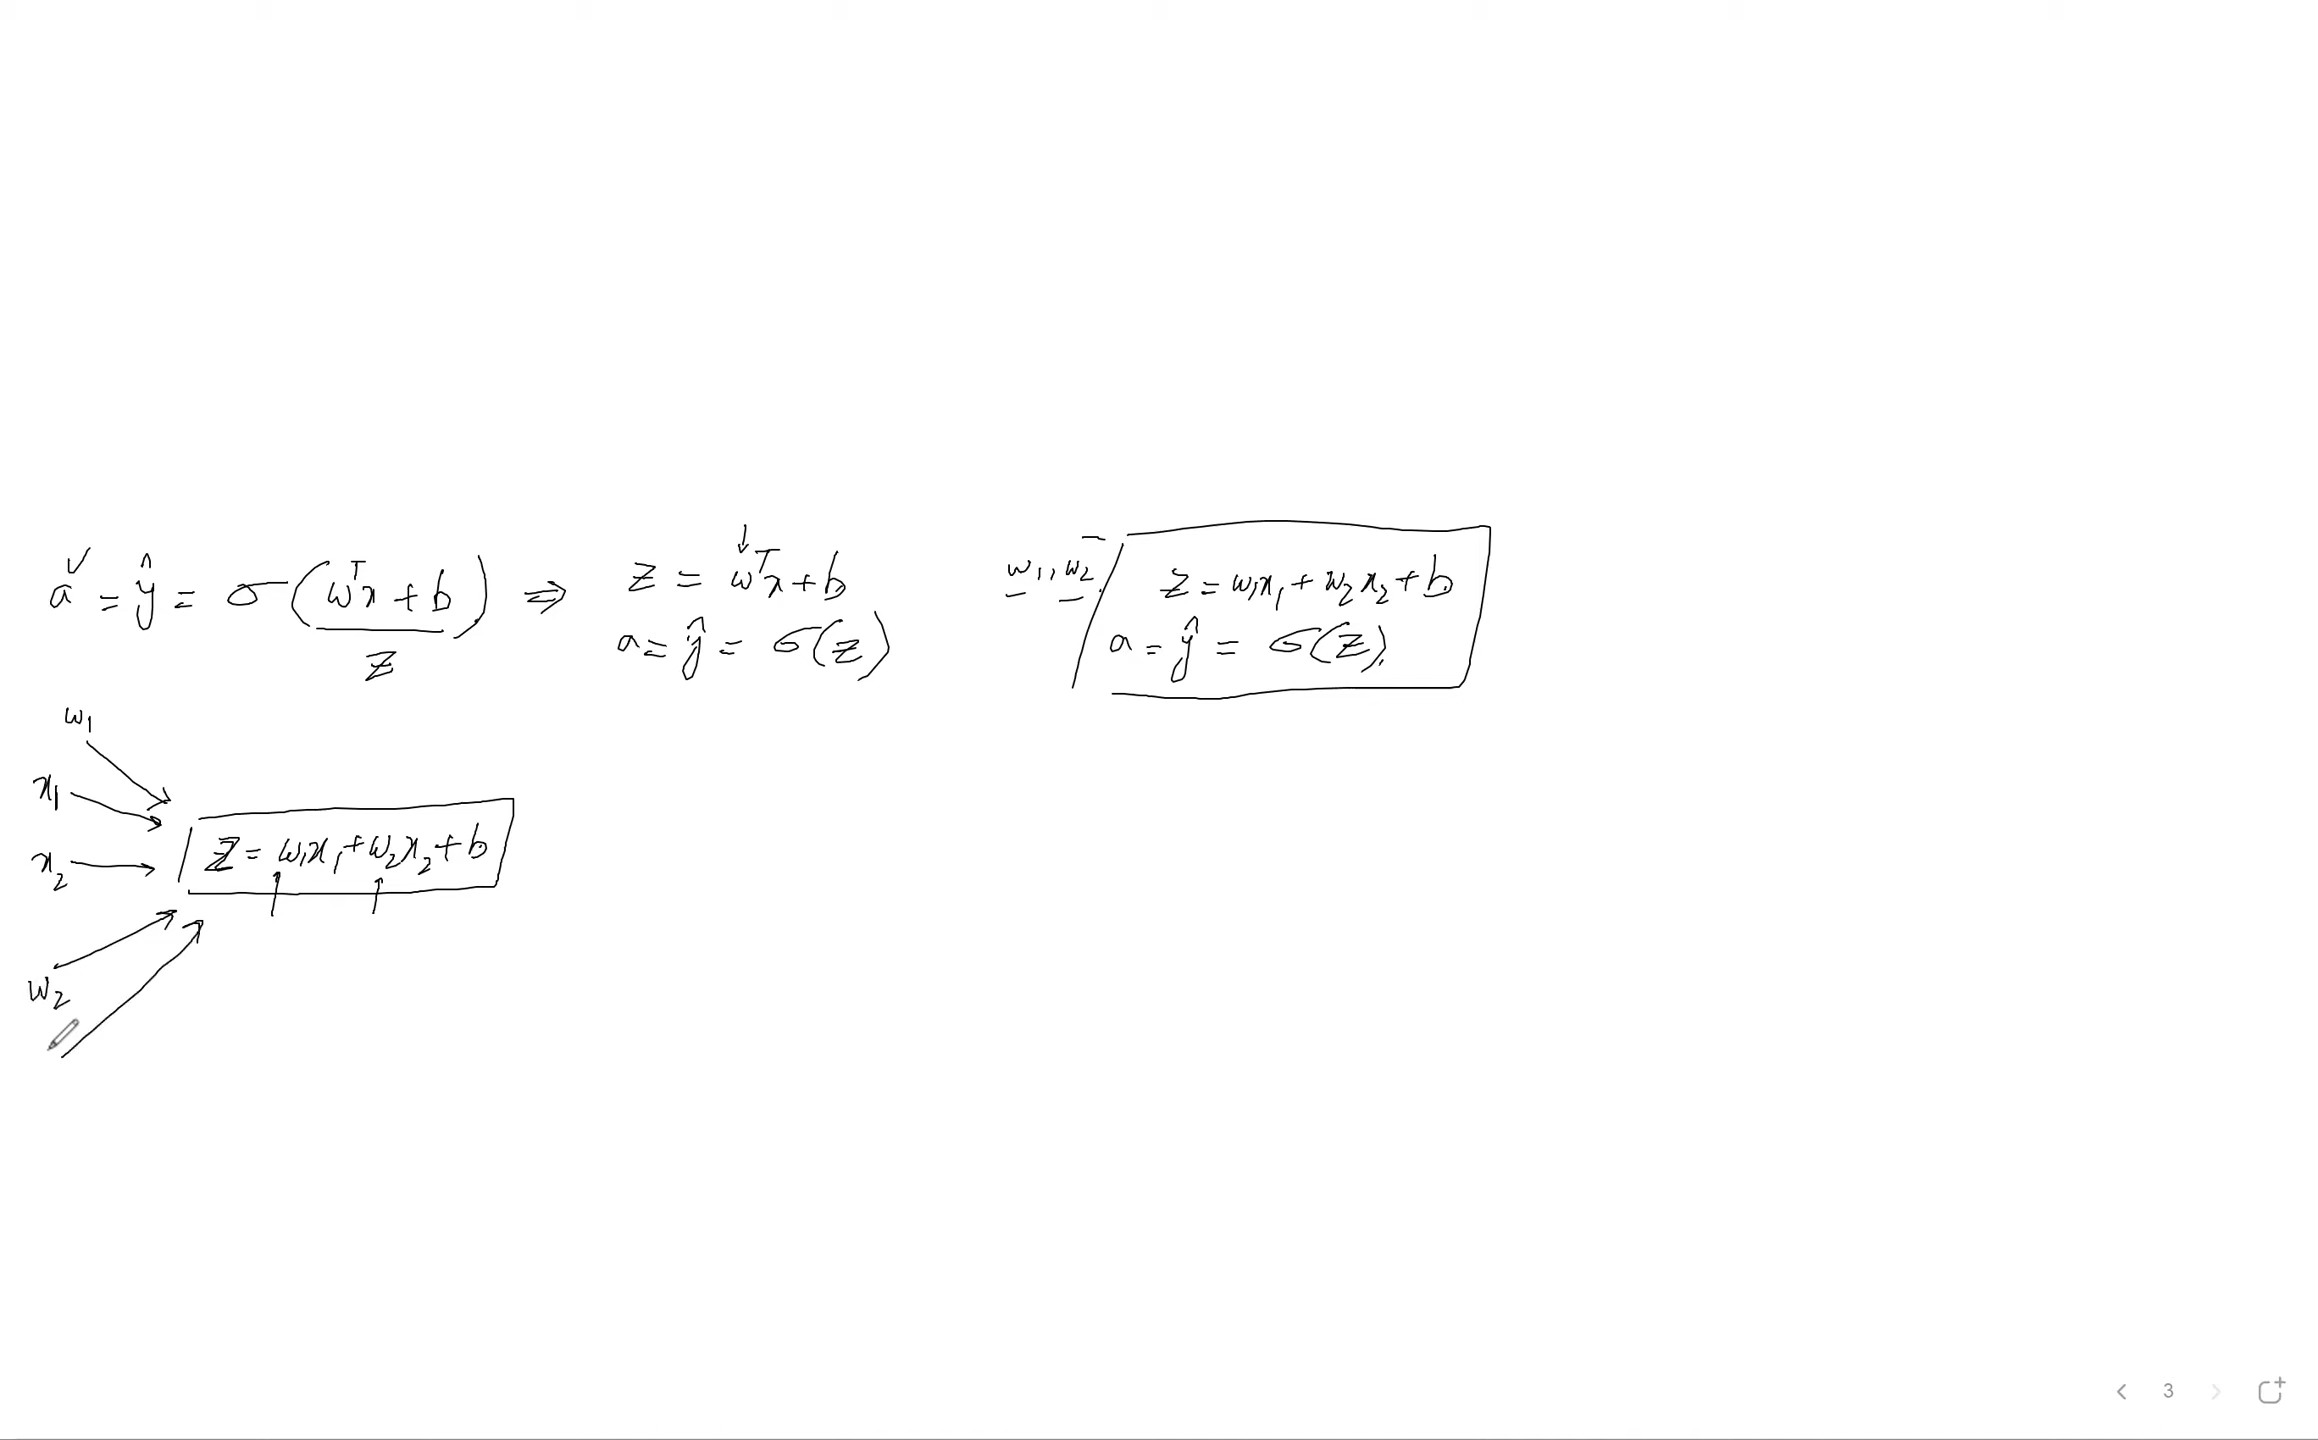 a = ŷ = σ(wᵀx + b) ⇒
z
z = wᵀx + b
a = ŷ = σ(z)
w₁, w₂
z = w₁x₁ + w₂x₂ + b
a = ŷ = σ(z)
w₁
x₁
x₂
z = w₁x₁ + w₂x₂ + b
w₂
3